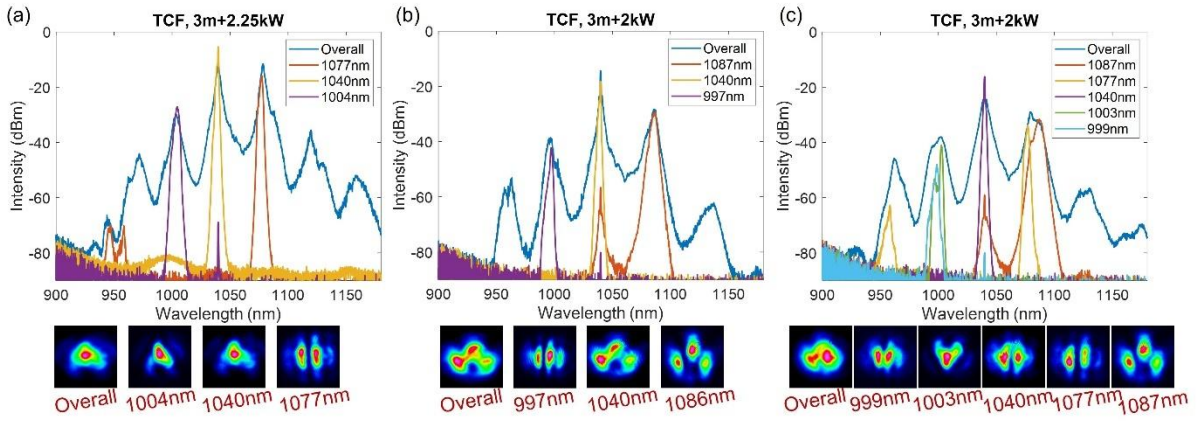 (a)
TCF, 3m+2.25kW
0
-20
-40
-60
-80
Intensity (dBm)
900
950
1000
1050
1100
1150
Wavelength (nm)
Overall
1077nm
1040nm
1004nm
Overall
1004nm
1040nm
1077nm
(b)
TCF, 3m+2kW
0
-20
-40
-60
-80
Intensity (dBm)
900
950
1000
1050
1100
1150
Wavelength (nm)
Overall
1087nm
1040nm
997nm
Overall
997nm
1040nm
1086nm
(c)
TCF, 3m+2kW
0
-20
-40
-60
-80
Intensity (dBm)
900
950
1000
1050
1100
1150
Wavelength (nm)
Overall
1087nm
1077nm
1040nm
1003nm
999nm
Overall
999nm
1003nm
1040nm
1077nm
1087nm